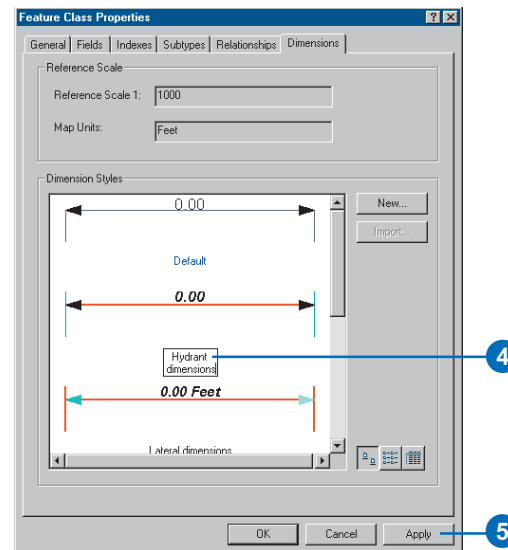 Feature Class Properties
General Fields Indexes Subtypes Relationships Dimensions
Reference Scale
Reference Scale 1: 1000
Map Units: Feet
Dimension Styles
0.00
New...
Import...
Default
0.00
Hydrant
dimensions
4
0.00 Feet
Lateral dimensions
OK Cancel Apply
5